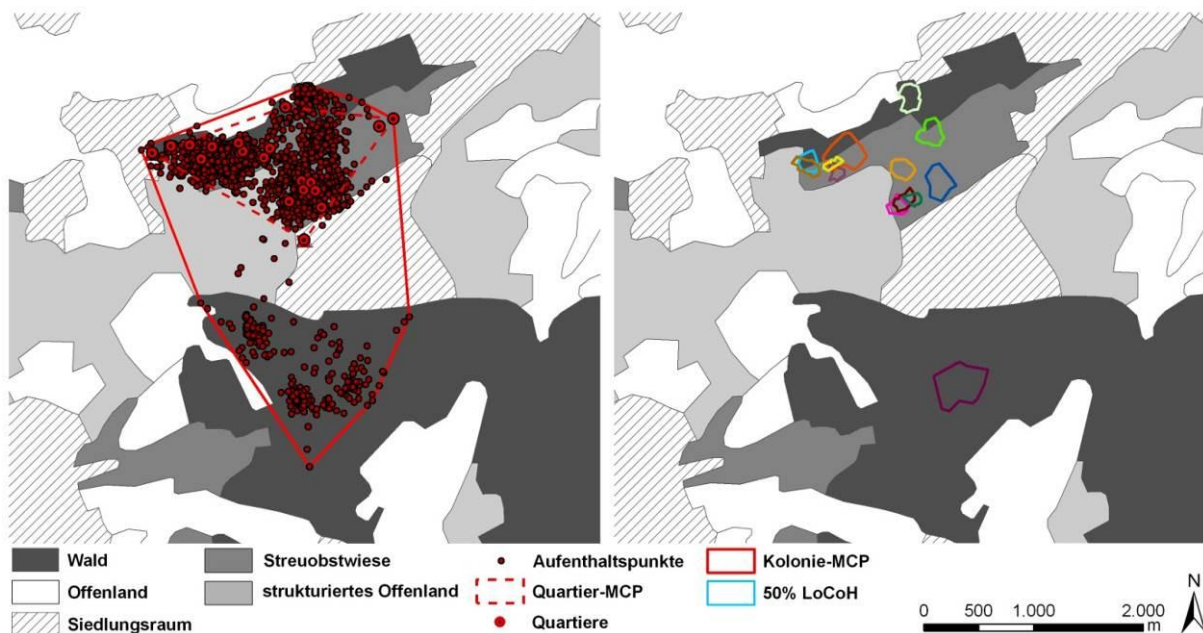 Wald
Offenland
Siedlungsraum
Streuobstwiese
strukturiertes Offenland
Aufenthaltspunkte
Quartier-MCP
Quartiere
Kolonie-MCP
50% LoCoH
0 500 1.000 2.000
m
N